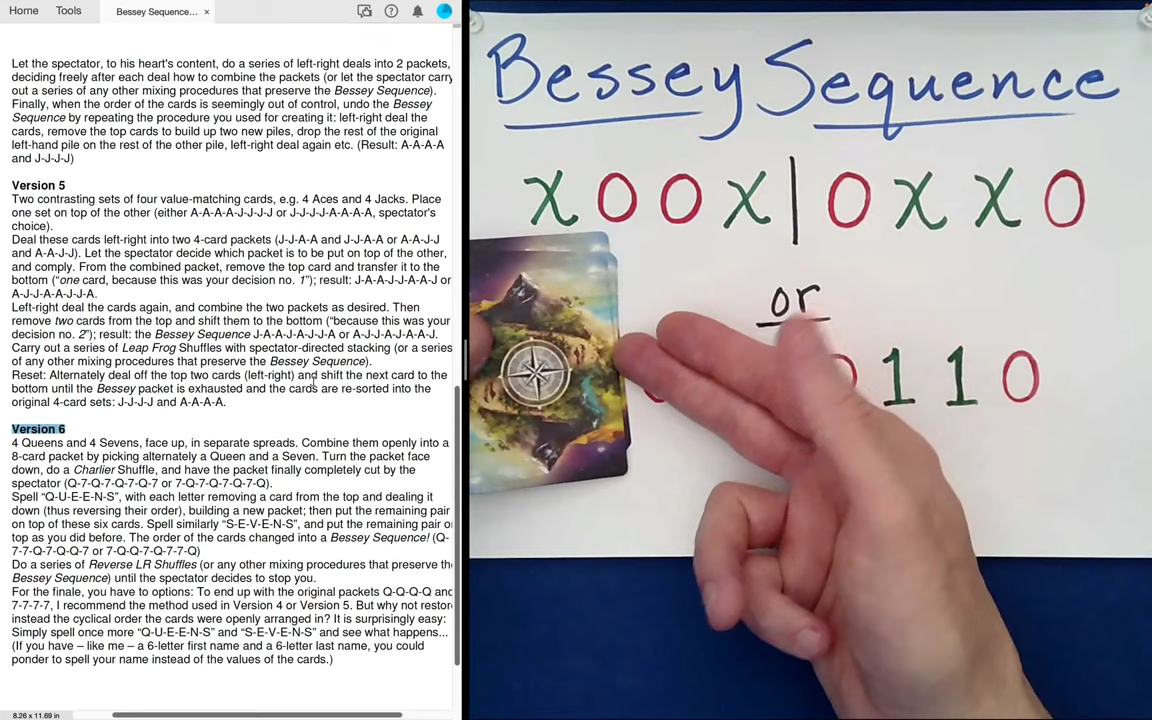 Home Tools Bessey Sequence... ×
Let the spectator, to his heart's content, do a series of left-right deals into 2 packets,
deciding freely after each deal how to combine the packets (or let the spectator carry
out a series of any other mixing procedures that preserve the Bessey Sequence).
Finally, when the order of the cards is seemingly out of control, undo the Bessey
Sequence by repeating the procedure you used for creating it: left-right deal the
cards, remove the top cards to build up two new piles, drop the rest of the original
left-hand pile on the rest of the other pile, left-right deal again etc. (Result: A-A-A-A
and J-J-J-J)
Version 5
Two contrasting sets of four value-matching cards, e.g. 4 Aces and 4 Jacks. Place
one set on top of the other (either A-A-A-A-J-J-J-J or J-J-J-J-A-A-A-A, spectator's
choice).
Deal these cards left-right into two 4-card packets (J-J-A-A and J-J-A-A or A-A-J-J
and A-A-J-J). Let the spectator decide which packet is to be put on top of the other,
and comply. From the combined packet, remove the top card and transfer it to the
bottom ("one card, because this was your decision no. 1"; result: J-A-A-J-J-A-A-J or
A-J-J-A-A-J-J-A.
Left-right deal the cards again, and combine the two packets as desired. Then
remove two cards from the top and shift them to the bottom ("because this was your
decision no. 2"); result: the Bessey Sequence J-A-A-J-A-J-J-A or A-J-J-A-J-A-A-J.
Carry out a series of Leap Frog Shuffles with spectator-directed stacking (or a series
of any other mixing procedures that preserve the Bessey Sequence).
Reset: Alternately deal off the top two cards (left-right) and shift the next card to the
bottom until the Bessey packet is exhausted and the cards are re-sorted into the
original 4-card sets: J-J-J-J and A-A-A-A.
Version 6
4 Queens and 4 Sevens, face up, in separate spreads. Combine them openly into a
8-card packet by picking alternately a Queen and a Seven. Turn the packet face
down, do a Charlier Shuffle, and have the packet finally completely cut by the
spectator (Q-7-Q-7-Q-7-Q-7 or 7-Q-7-Q-7-Q-7-Q).
Spell "Q-U-E-E-N-S", with each letter removing a card from the top and dealing it
down (thus reversing their order), building a new packet; then put the remaining pair
on top of these six cards. Spell similarly "S-E-V-E-N-S", and put the remaining pair o
top as you did before. The order of the cards changed into a Bessey Sequence! (Q-
7-7-Q-7-Q-Q-7 or 7-Q-Q-7-Q-7-7-Q)
Do a series of Reverse LR Shuffles (or any other mixing procedures that preserve the
Bessey Sequence) until the spectator decides to stop you.
For the finale, you have to options: To end up with the original packets Q-Q-Q-Q and
7-7-7-7, I recommend the method used in Version 4 or Version 5. But why not restor
instead the cyclical order the cards were openly arranged in? It is surprisingly easy:
Simply spell once more "Q-U-E-E-N-S" and "S-E-V-E-N-S" and see what happens...
(If you have – like me – a 6-letter first name and a 6-letter last name, you could
ponder to spell your name instead of the values of the cards.)
8.26 x 11.69 in
Bessey Sequence
X O O X | O X X O
or
0 1 1 0